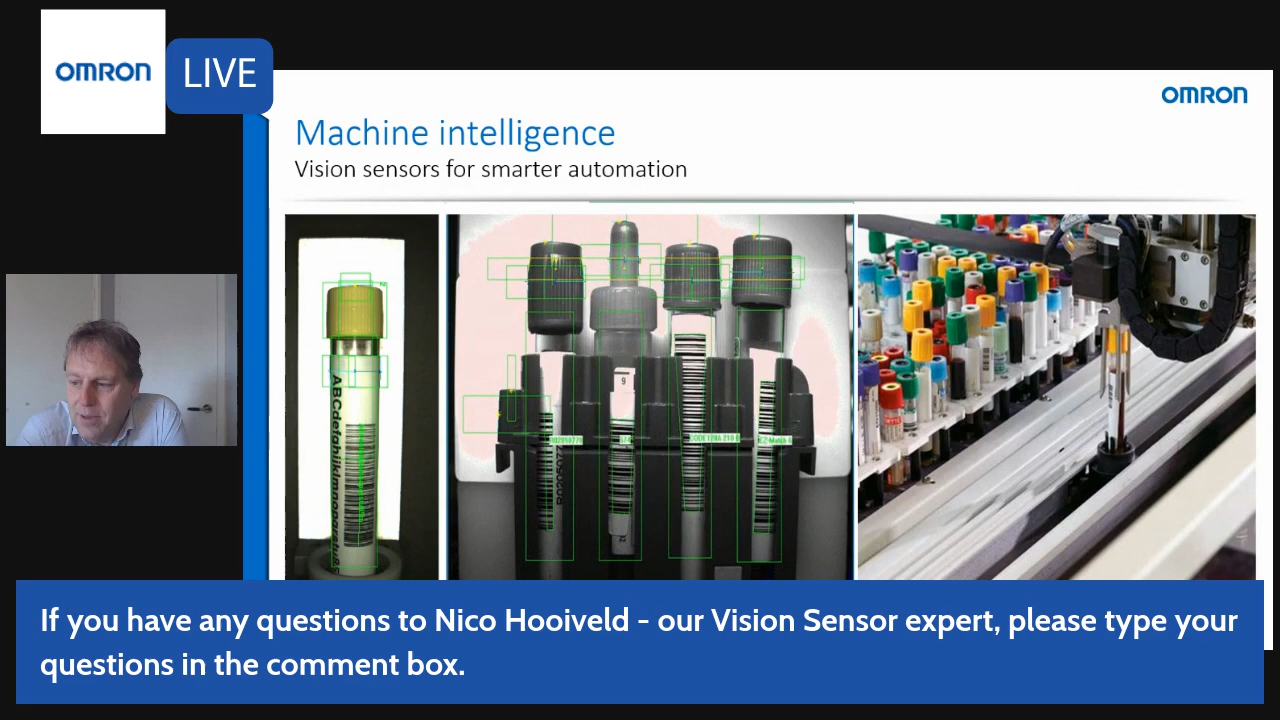 OMRON
LIVE
OMRON
Machine intelligence
Vision sensors for smarter automation
9
If you have any questions to Nico Hooiveld - our Vision Sensor expert, please type your
questions in the comment box.